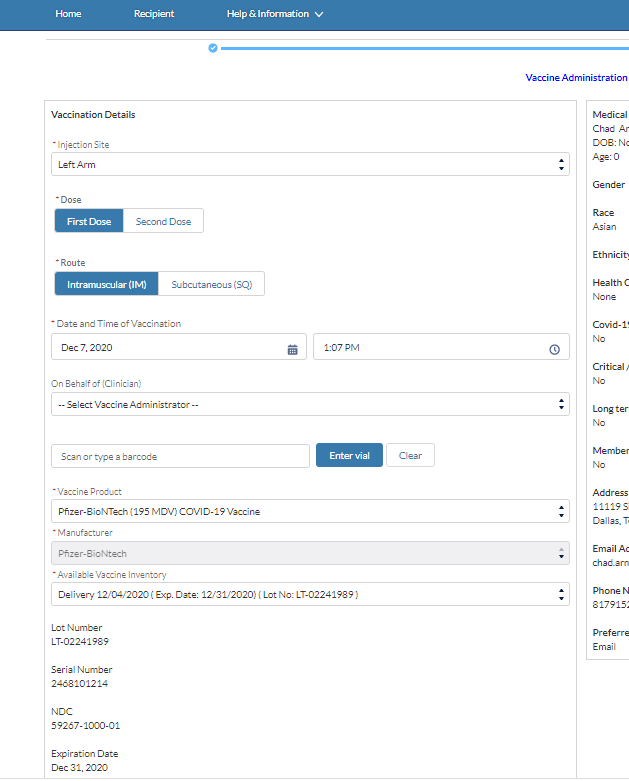 Home Recipient Help & Information
Vaccine Administration
Vaccination Details
* Injection Site
Left Arm
* Dose
First Dose Second Dose
* Route
Intramuscular (IM) Subcutaneous (SQ)
* Date and Time of Vaccination
Dec 7, 2020 1:07 PM
On Behalf of (Clinician)
-- Select Vaccine Administrator --
Scan or type a barcode Enter vial Clear
* Vaccine Product
Pfizer-BioNTech (195 MDV) COVID-19 Vaccine
* Manufacturer
Pfizer-BioNtech
* Available Vaccine Inventory
Delivery 12/04/2020 ( Exp. Date: 12/31/2020) ( Lot No: LT-02241989 )
Lot Number
LT-02241989
Serial Number
2468101214
NDC
59267-1000-01
Expiration Date
Dec 31, 2020
Medical
Chad Ar
DOB: No
Age: 0
Gender
Race
Asian
Ethnicity
Health C
None
Covid-19
No
Critical /
No
Long ter
No
Member
No
Address
11119 S
Dallas, T
Email Ad
chad.arm
Phone N
8179152
Preferre
Email